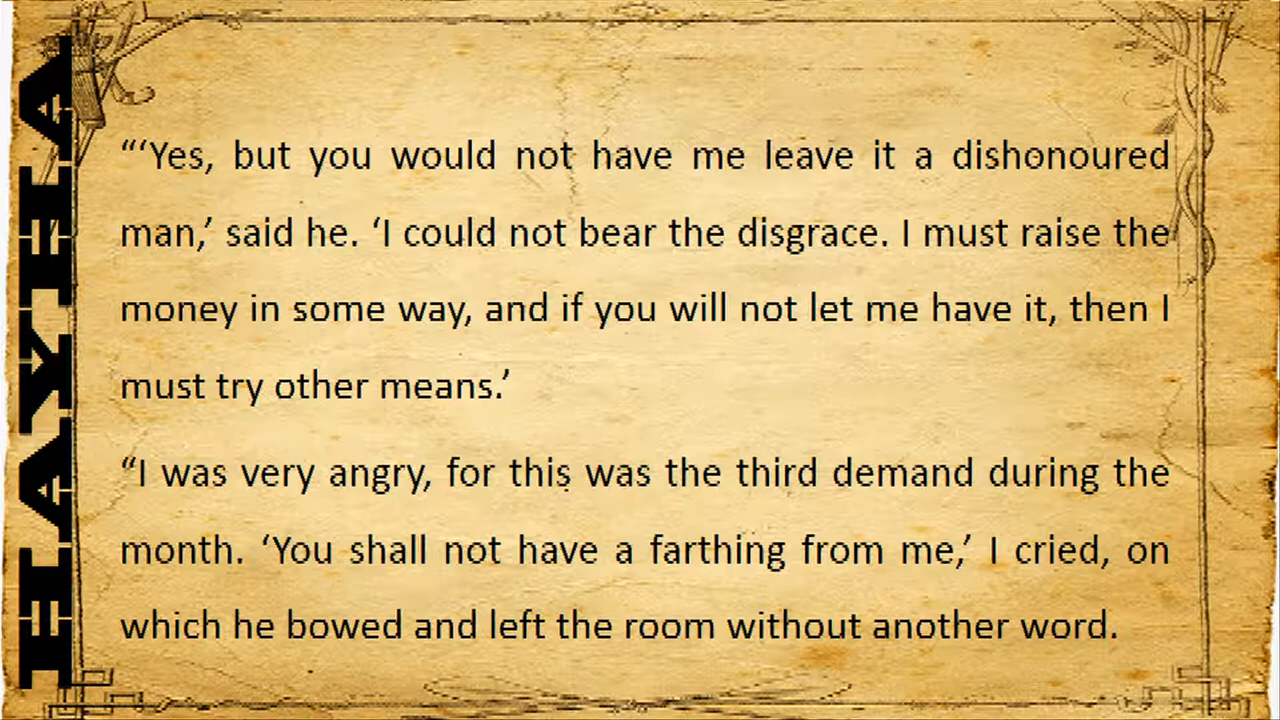 HAYHA
“‘Yes, but you would not have me leave it a dishonoured
man,’ said he. ‘I could not bear the disgrace. I must raise the
money in some way, and if you will not let me have it, then I
must try other means.’
“I was very angry, for this was the third demand during the
month. ‘You shall not have a farthing from me,’ I cried, on
which he bowed and left the room without another word.